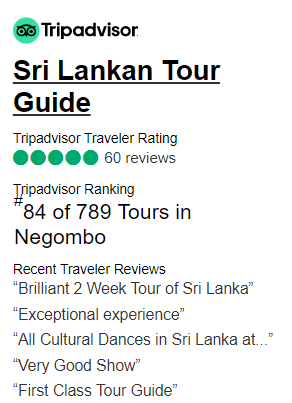 Tripadvisor
Sri Lankan Tour
Guide
Tripadvisor Traveler Rating
60 reviews
Tripadvisor Ranking
#84 of 789 Tours in
Negombo
Recent Traveler Reviews
“Brilliant 2 Week Tour of Sri Lanka”
“Exceptional experience”
“All Cultural Dances in Sri Lanka at...”
“Very Good Show”
“First Class Tour Guide”